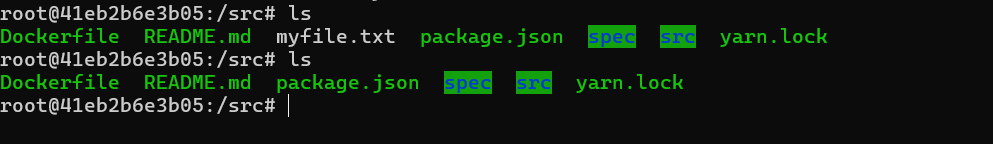 root@41eb2b6e3b05:/src# ls
Dockerfile  README.md  myfile.txt  package.json  spec  src  yarn.lock
root@41eb2b6e3b05:/src# ls
Dockerfile  README.md  package.json  spec  src  yarn.lock
root@41eb2b6e3b05:/src#